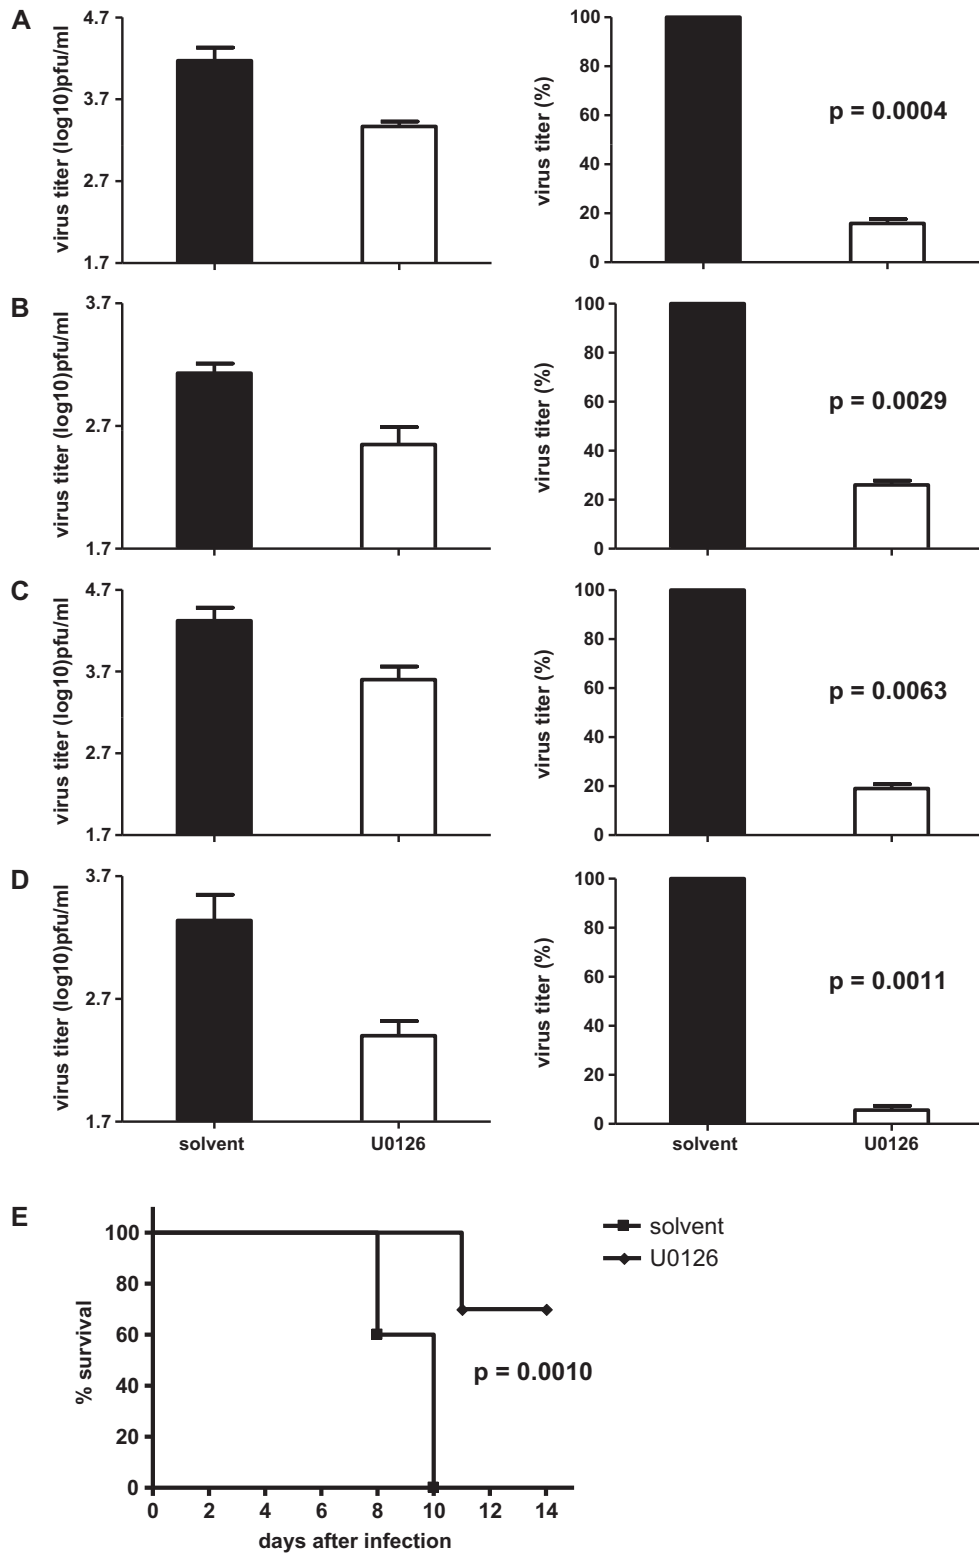 A
virus titer (log10)pfu/ml
4.7
3.7
2.7
1.7
virus titer (%)
100
80
60
40
20
0
p = 0.0004
B
virus titer (log10)pfu/ml
3.7
2.7
1.7
virus titer (%)
100
80
60
40
20
0
p = 0.0029
C
virus titer (log10)pfu/ml
4.7
3.7
2.7
1.7
virus titer (%)
100
80
60
40
20
0
p = 0.0063
D
virus titer (log10)pfu/ml
3.7
2.7
1.7
solvent U0126
virus titer (%)
100
80
60
40
20
0
p = 0.0011
solvent U0126
E
% survival
100
80
60
40
20
0
0 2 4 6 8 10 12 14
days after infection
solvent
U0126
p = 0.0010